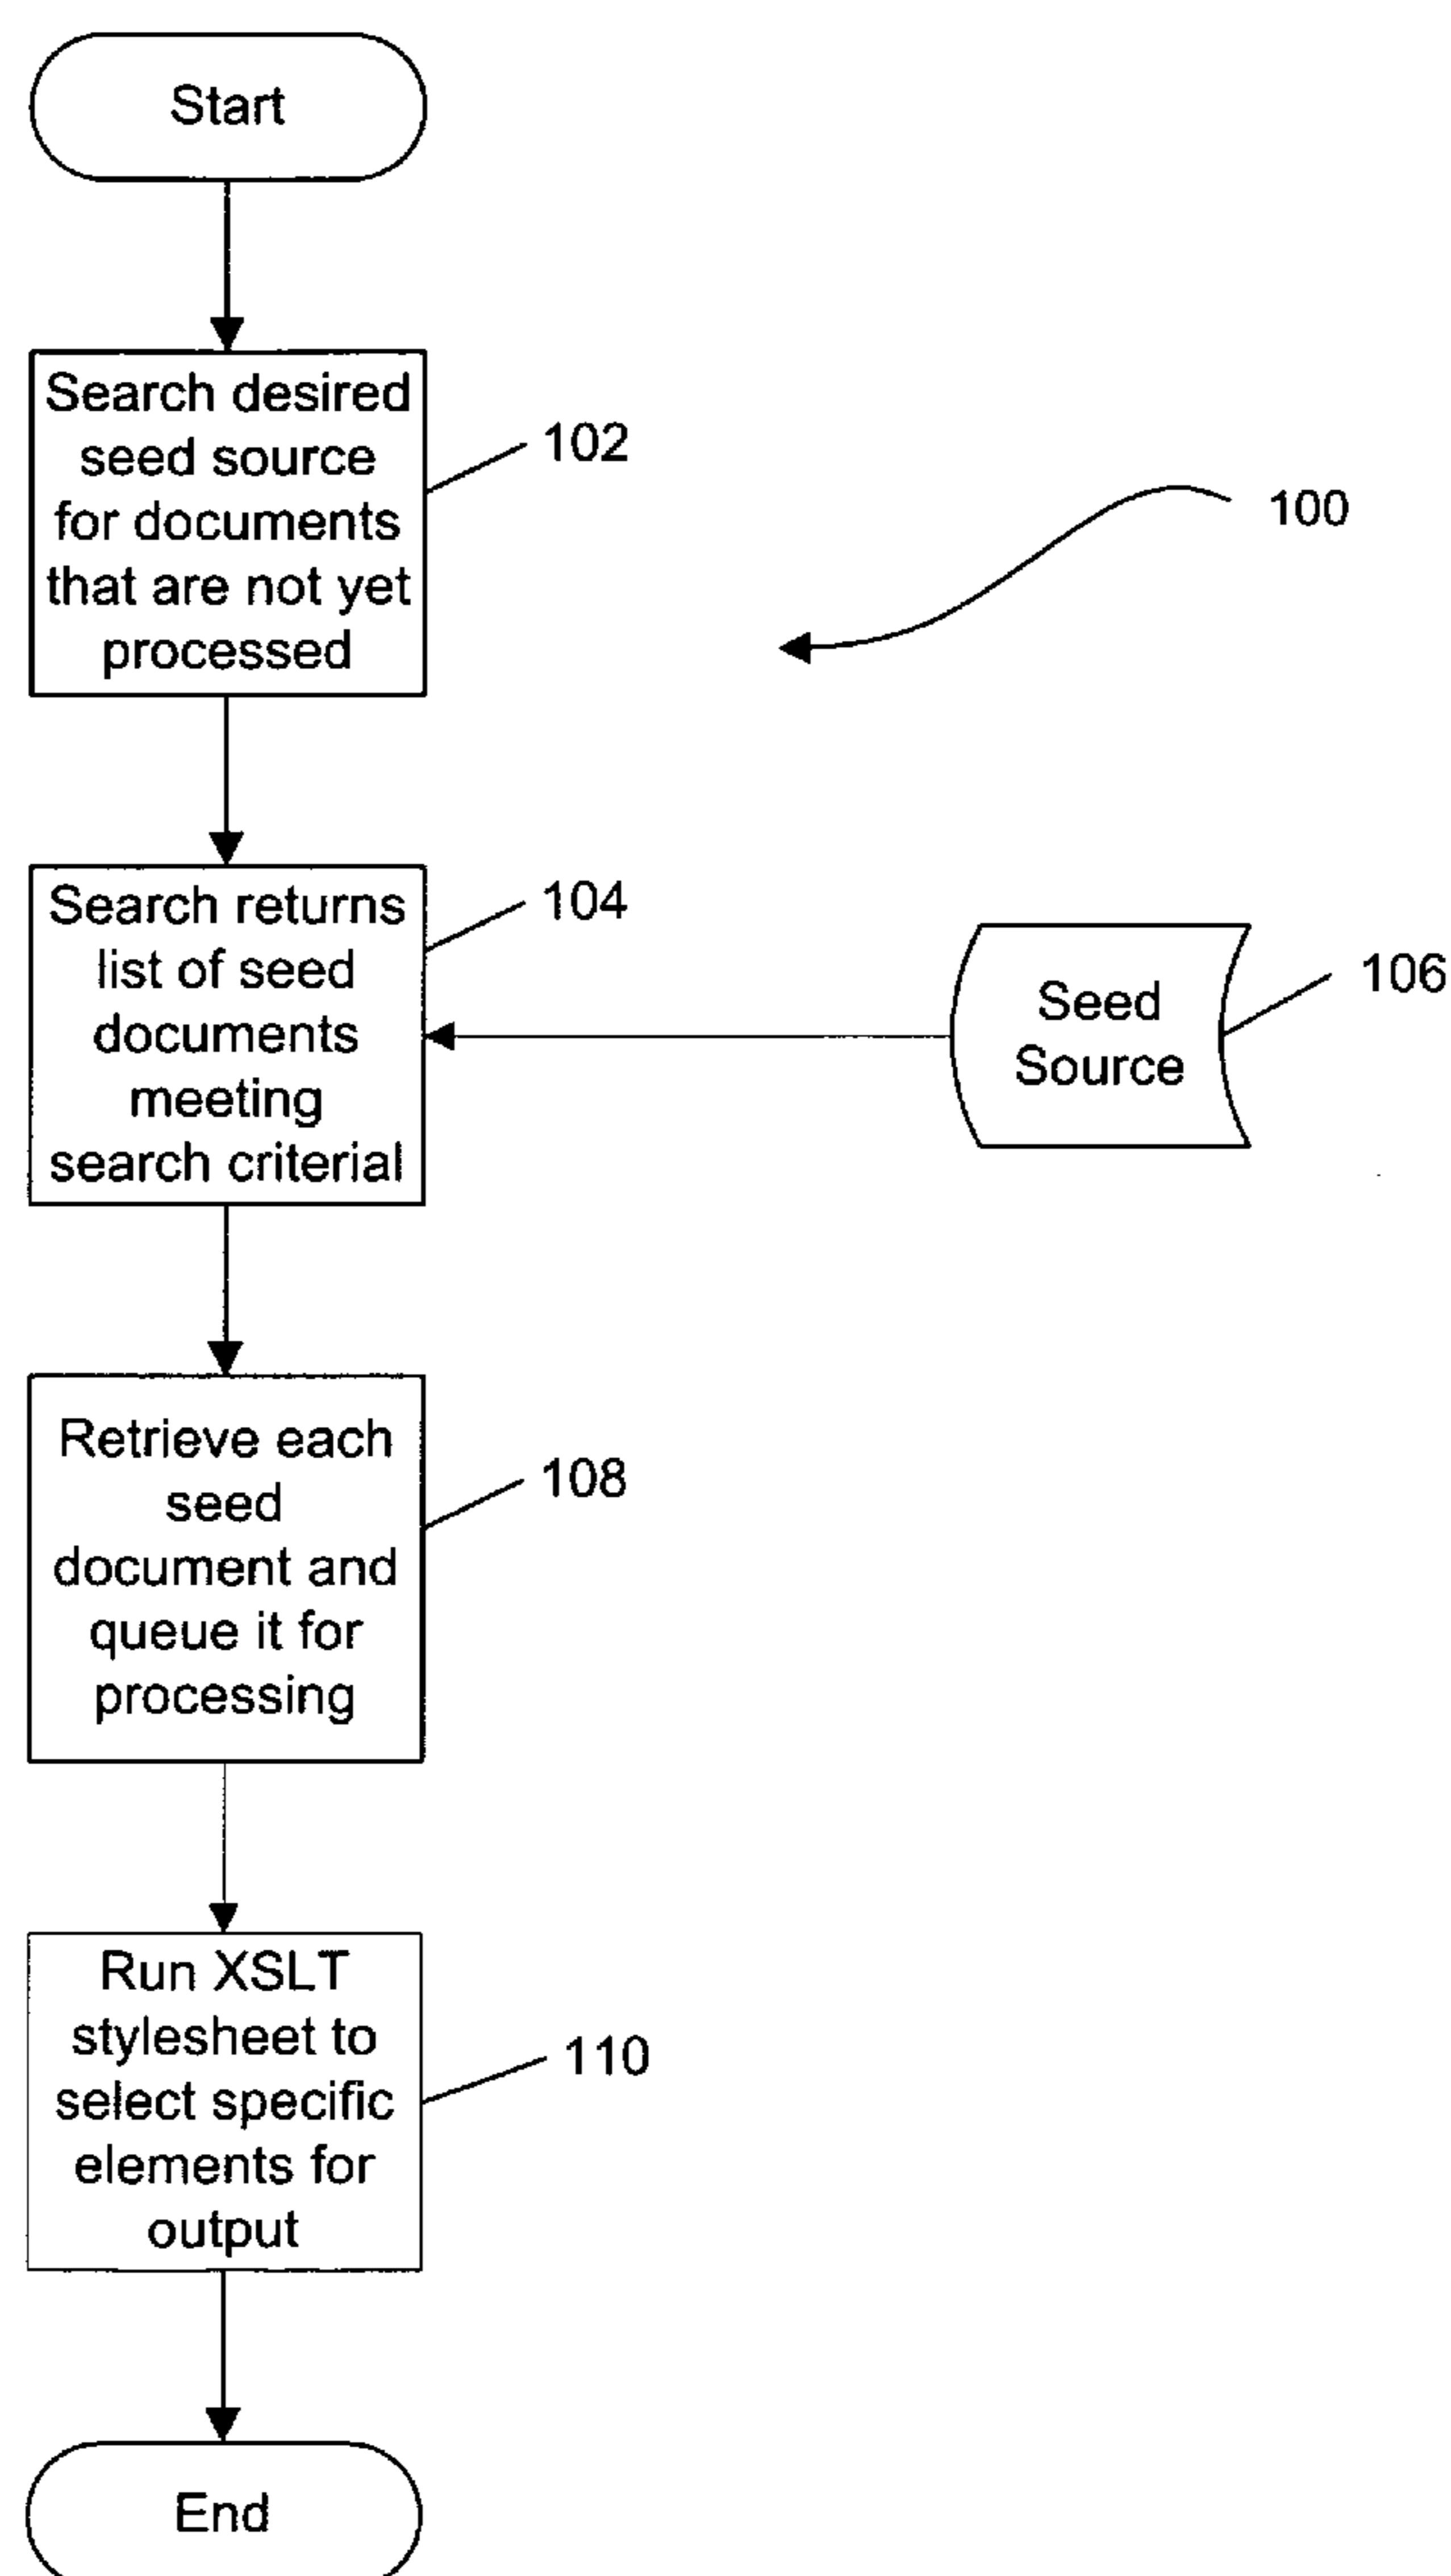 Start
Search desired
seed source
for documents
that are not yet
processed
102
100
Search returns
list of seed
documents
meeting
search criterial
104
Seed
Source
106
Retrieve each
seed
document and
queue it for
processing
108
Run XSLT
stylesheet to
select specific
elements for
output
110
End